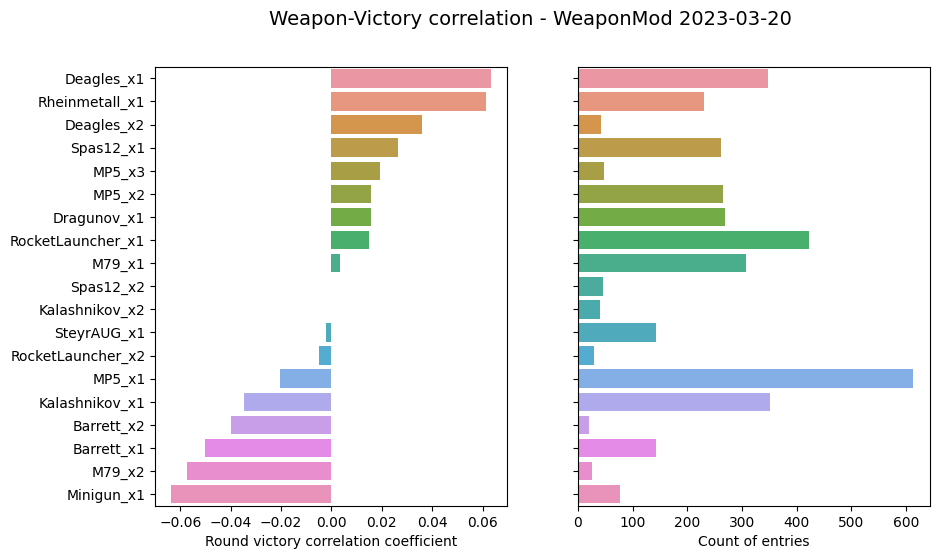 Weapon-Victory correlation - WeaponMod 2023-03-20
Deagles_x1
Rheinmetall_x1
Deagles_x2
Spas12_x1
MP5_x3
MP5_x2
Dragunov_x1
RocketLauncher_x1
M79_x1
Spas12_x2
Kalashnikov_x2
SteyrAUG_x1
RocketLauncher_x2
MP5_x1
Kalashnikov_x1
Barrett_x2
Barrett_x1
M79_x2
Minigun_x1
−0.06 −0.04 −0.02 0.00 0.02 0.04 0.06
Round victory correlation coefficient
0 100 200 300 400 500 600
Count of entries